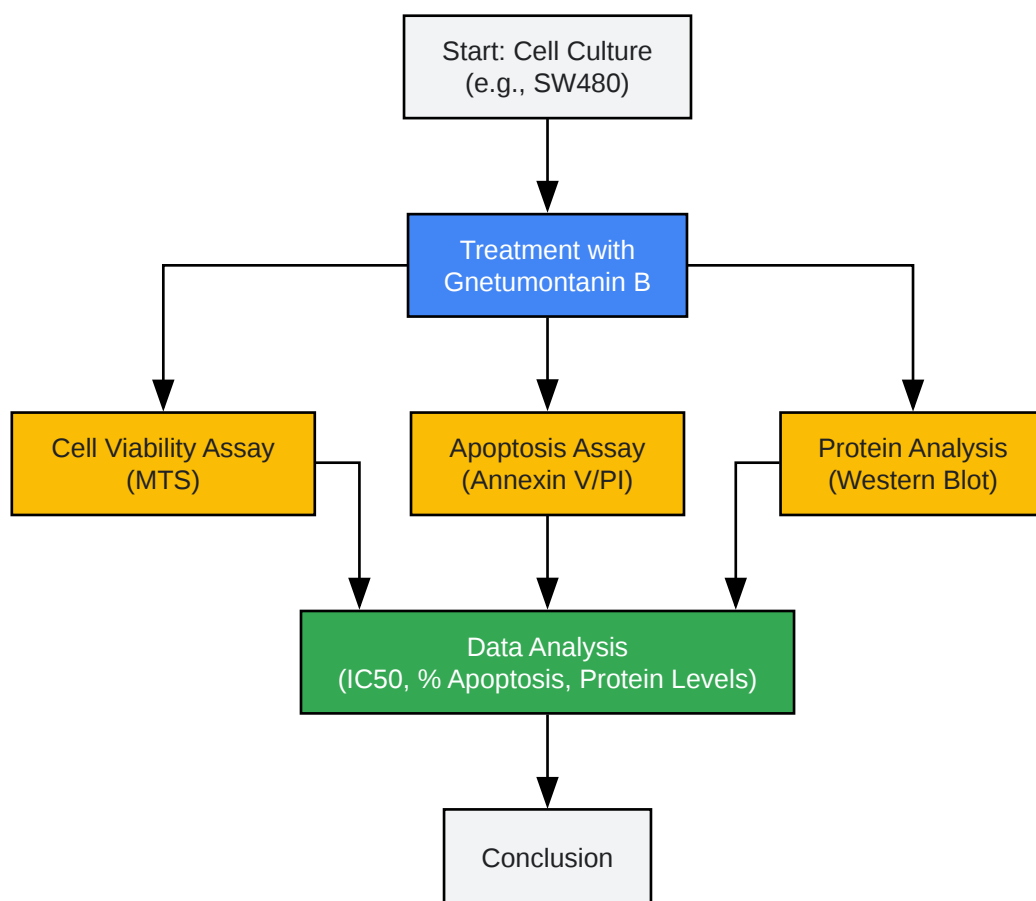 Start: Cell Culture
(e.g., SW480)
Treatment with
Gnetumontanin B
Cell Viability Assay
(MTS)
Apoptosis Assay
(Annexin V/PI)
Protein Analysis
(Western Blot)
Data Analysis
(IC50, % Apoptosis, Protein Levels)
Conclusion